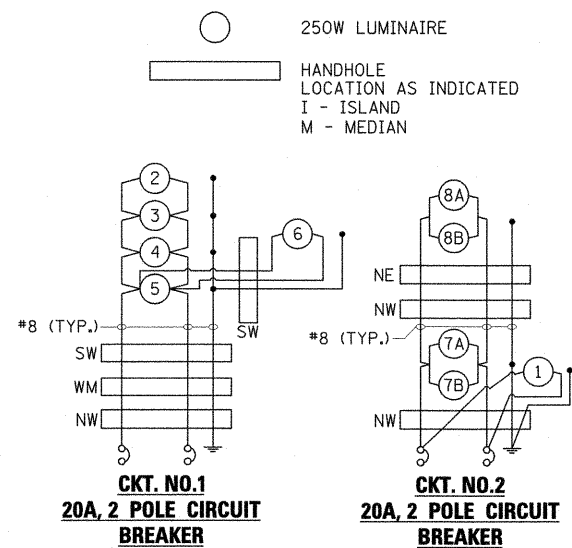 250W LUMINAIRE
HANDHOLE
LOCATION AS INDICATED
I - ISLAND
M - MEDIAN
2
3
4
5
6
#8 (TYP.)
SW
SW
WM
NW
CKT. NO.1
20A, 2 POLE CIRCUIT
BREAKER
8A
8B
NE
NW
#8 (TYP.)
7A
7B
1
NW
CKT. NO.2
20A, 2 POLE CIRCUIT
BREAKER